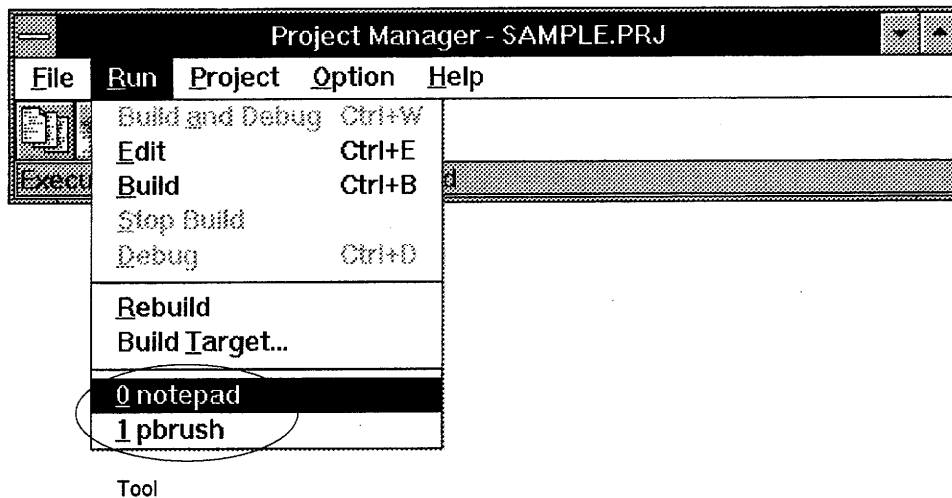 Project Manager - SAMPLE.PRJ
File Run Project Option Help
Build and Debug Ctrl+W
Edit Ctrl+E
Build Ctrl+B
Stop Build
Debug Ctrl+D
Rebuild
Build Target...
0 notepad
1 pbrush
Tool